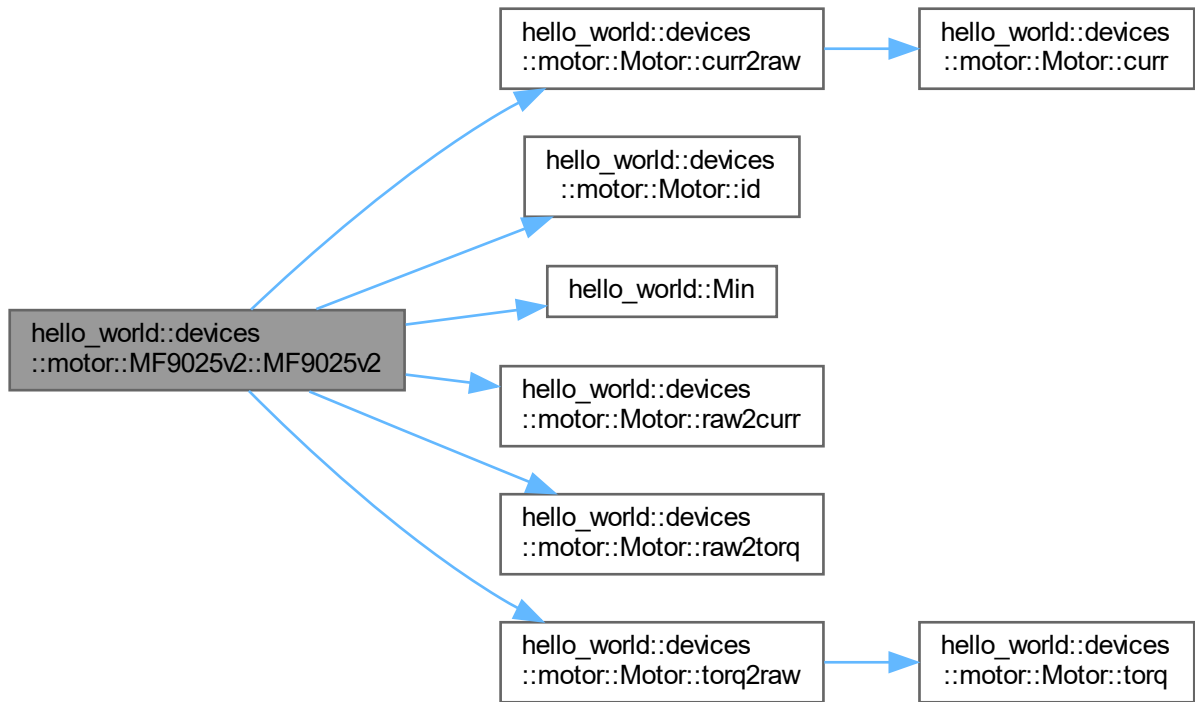 hello_world::devices
::motor::MF9025v2::MF9025v2
hello_world::devices
::motor::Motor::curr2raw
hello_world::devices
::motor::Motor::curr
hello_world::devices
::motor::Motor::id
hello_world::Min
hello_world::devices
::motor::Motor::raw2curr
hello_world::devices
::motor::Motor::raw2torq
hello_world::devices
::motor::Motor::torq2raw
hello_world::devices
::motor::Motor::torq